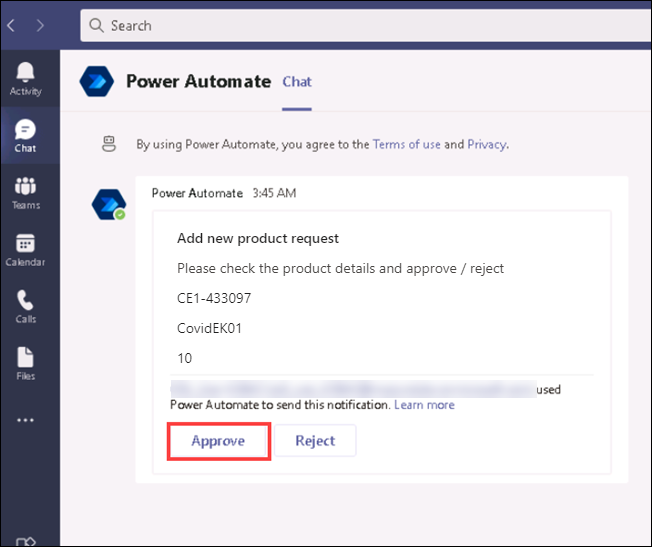 Search
Power Automate Chat
Activity
Chat
Teams
Calendar
Calls
Files
By using Power Automate, you agree to the Terms of use and Privacy.
Power Automate 3:45 AM
Add new product request
Please check the product details and approve / reject
CE1-433097
CovidEK01
10
used
Power Automate to send this notification. Learn more
Approve Reject